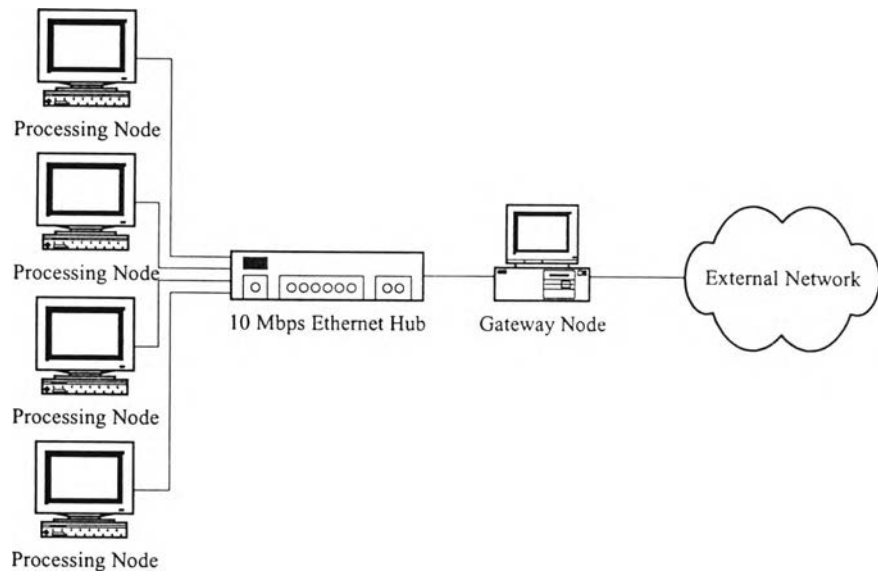 Processing Node
Processing Node
Processing Node
Processing Node
10 Mbps Ethernet Hub
Gateway Node
External Network